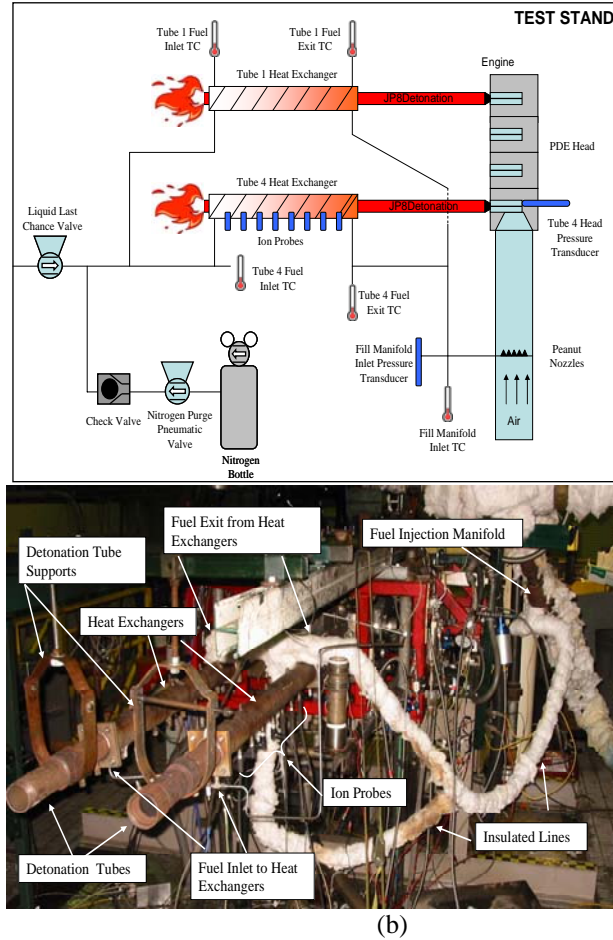 TEST STAND
Tube 1 Fuel
Inlet TC
Tube 1 Fuel
Exit TC
Engine
Tube 1 Heat Exchanger
JP8Detonation
PDE Head
Tube 4 Heat Exchanger
JP8Detonation
Liquid Last
Chance Valve
Ion Probes
Tube 4 Head
Pressure
Transducer
Tube 4 Fuel
Inlet TC
Tube 4 Fuel
Exit TC
Fill Manifold
Inlet Pressure
Transducer
Peanut
Nozzles
Check Valve
Nitrogen Purge
Pneumatic
Valve
Nitrogen
Bottle
Fill Manifold
Inlet TC
Air
Fuel Exit from Heat
Exchangers
Fuel Injection Manifold
Detonation Tube
Supports
Heat Exchangers
Ion Probes
Insulated Lines
Detonation Tubes
Fuel Inlet to Heat
Exchangers
(b)